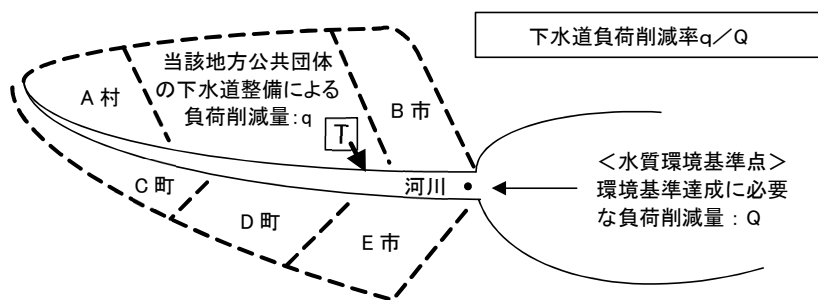 下水道負荷削減率q／Q
当該地方公共団体
の下水道整備による
負荷削減量：q
A 村
B 市
T
河川
＜水質環境基準点＞
環境基準達成に必要
な負荷削減量 ： Q
C 町
D 町
E 市